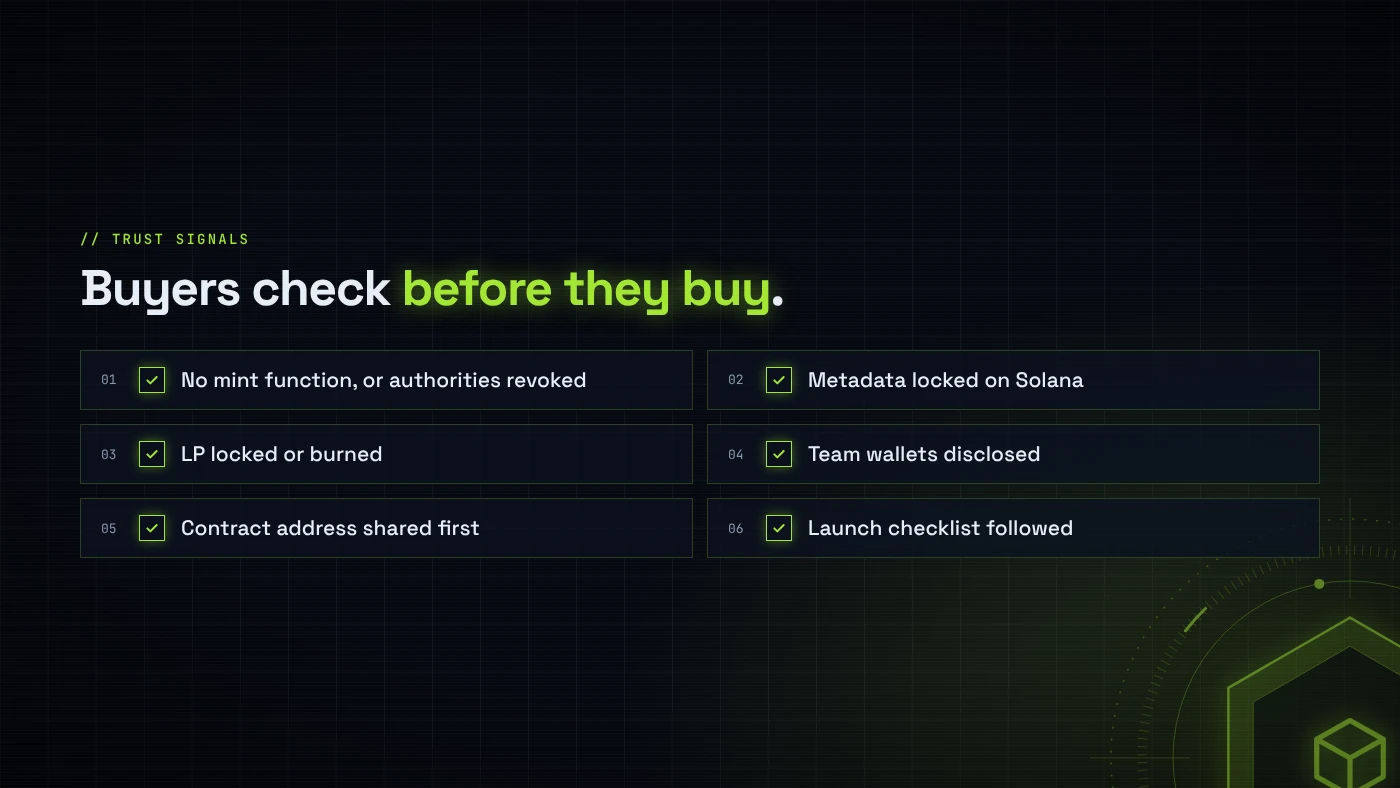 // TRUST SIGNALS
Buyers check before they buy.
01 No mint function, or authorities revoked
02 Metadata locked on Solana
03 LP locked or burned
04 Team wallets disclosed
05 Contract address shared first
06 Launch checklist followed